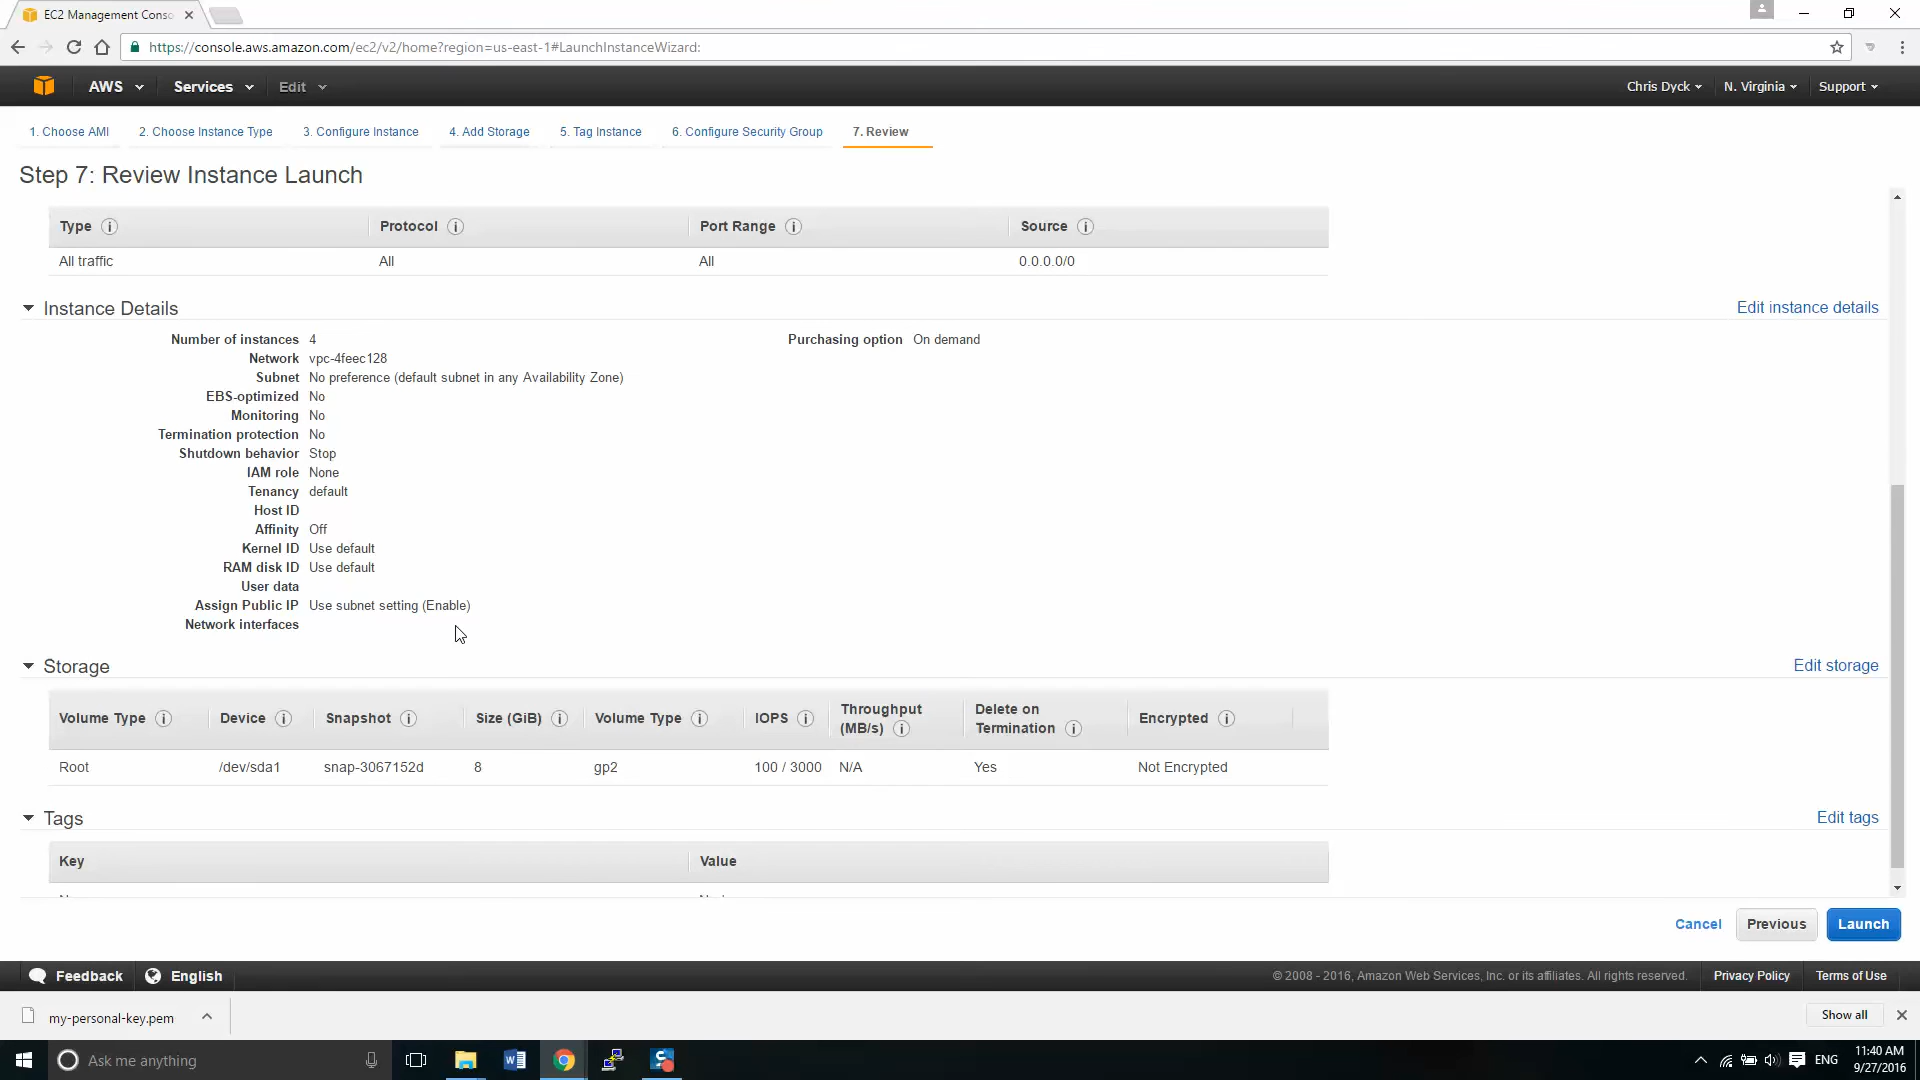 EC2 Management Conso
https://console.aws.amazon.com/ec2/v2/home?region=us-east-1#LaunchInstanceWizard:
AWS Services Edit Chris Dyck N. Virginia Support
1. Choose AMI 2. Choose Instance Type 3. Configure Instance 4. Add Storage 5. Tag Instance 6. Configure Security Group 7. Review
Step 7: Review Instance Launch
Type Protocol Port Range Source
All traffic All All 0.0.0.0/0
Instance Details Edit instance details
Number of instances 4 Purchasing option On demand
Network vpc-4feec128
Subnet No preference (default subnet in any Availability Zone)
EBS-optimized No
Monitoring No
Termination protection No
Shutdown behavior Stop
IAM role None
Tenancy default
Host ID
Affinity Off
Kernel ID Use default
RAM disk ID Use default
User data
Assign Public IP Use subnet setting (Enable)
Network interfaces
Storage Edit storage
Volume Type Device Snapshot Size (GiB) Volume Type IOPS Throughput (MB/s) Delete on Termination Encrypted
Root /dev/sda1 snap-3067152d 8 gp2 100 / 3000 N/A Yes Not Encrypted
Tags Edit tags
Key Value
Cancel Previous Launch
Feedback English © 2008 - 2016, Amazon Web Services, Inc. or its affiliates. All rights reserved. Privacy Policy Terms of Use
my-personal-key.pem Show all
Ask me anything ENG 11:40 AM
9/27/2016